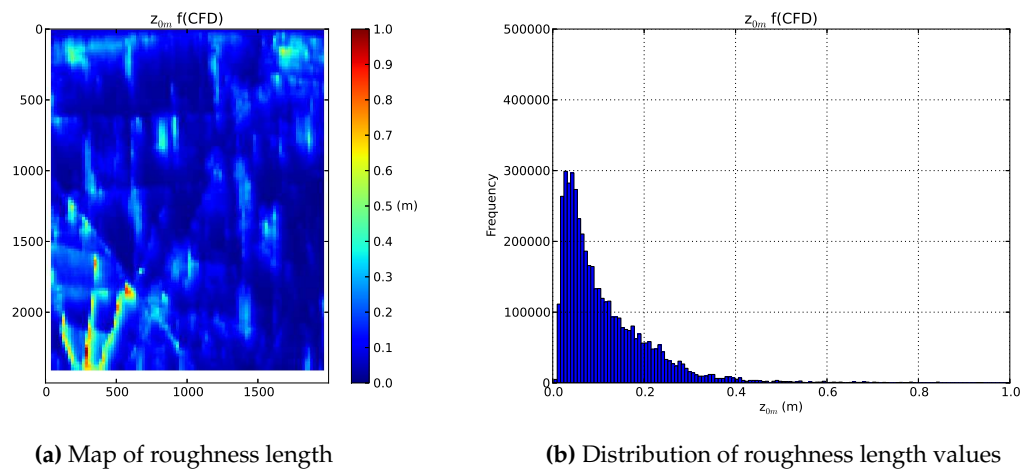 z0m f(CFD)
0
500
1000
1500
2000
0 500 1000 1500
1.0
0.9
0.8
0.7
0.6
0.5 (m)
0.4
0.3
0.2
0.1
0.0
(a) Map of roughness length
z0m f(CFD)
500000
400000
300000
200000
100000
0
Frequency
0.0 0.2 0.4 0.6 0.8 1.0
z0m (m)
(b) Distribution of roughness length values